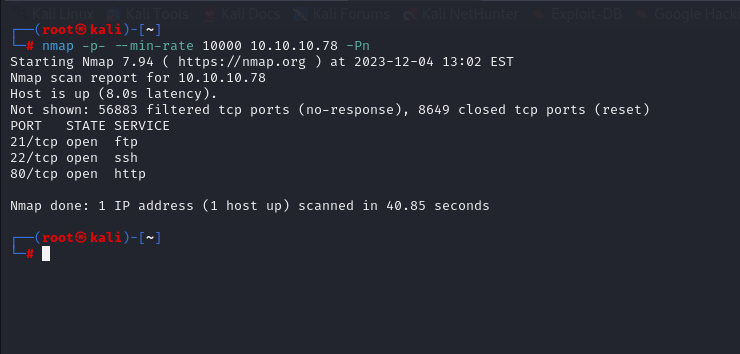 Kali Linux Kali Tools Kali Docs Kali Forums Kali NetHunter Exploit-DB Google Hack
(root㉿kali)-[~]
# nmap -p- --min-rate 10000 10.10.10.78 -Pn
Starting Nmap 7.94 ( https://nmap.org ) at 2023-12-04 13:02 EST
Nmap scan report for 10.10.10.78
Host is up (8.0s latency).
Not shown: 56883 filtered tcp ports (no-response), 8649 closed tcp ports (reset)
PORT   STATE SERVICE
21/tcp open  ftp
22/tcp open  ssh
80/tcp open  http
Nmap done: 1 IP address (1 host up) scanned in 40.85 seconds
(root㉿kali)-[~]
#